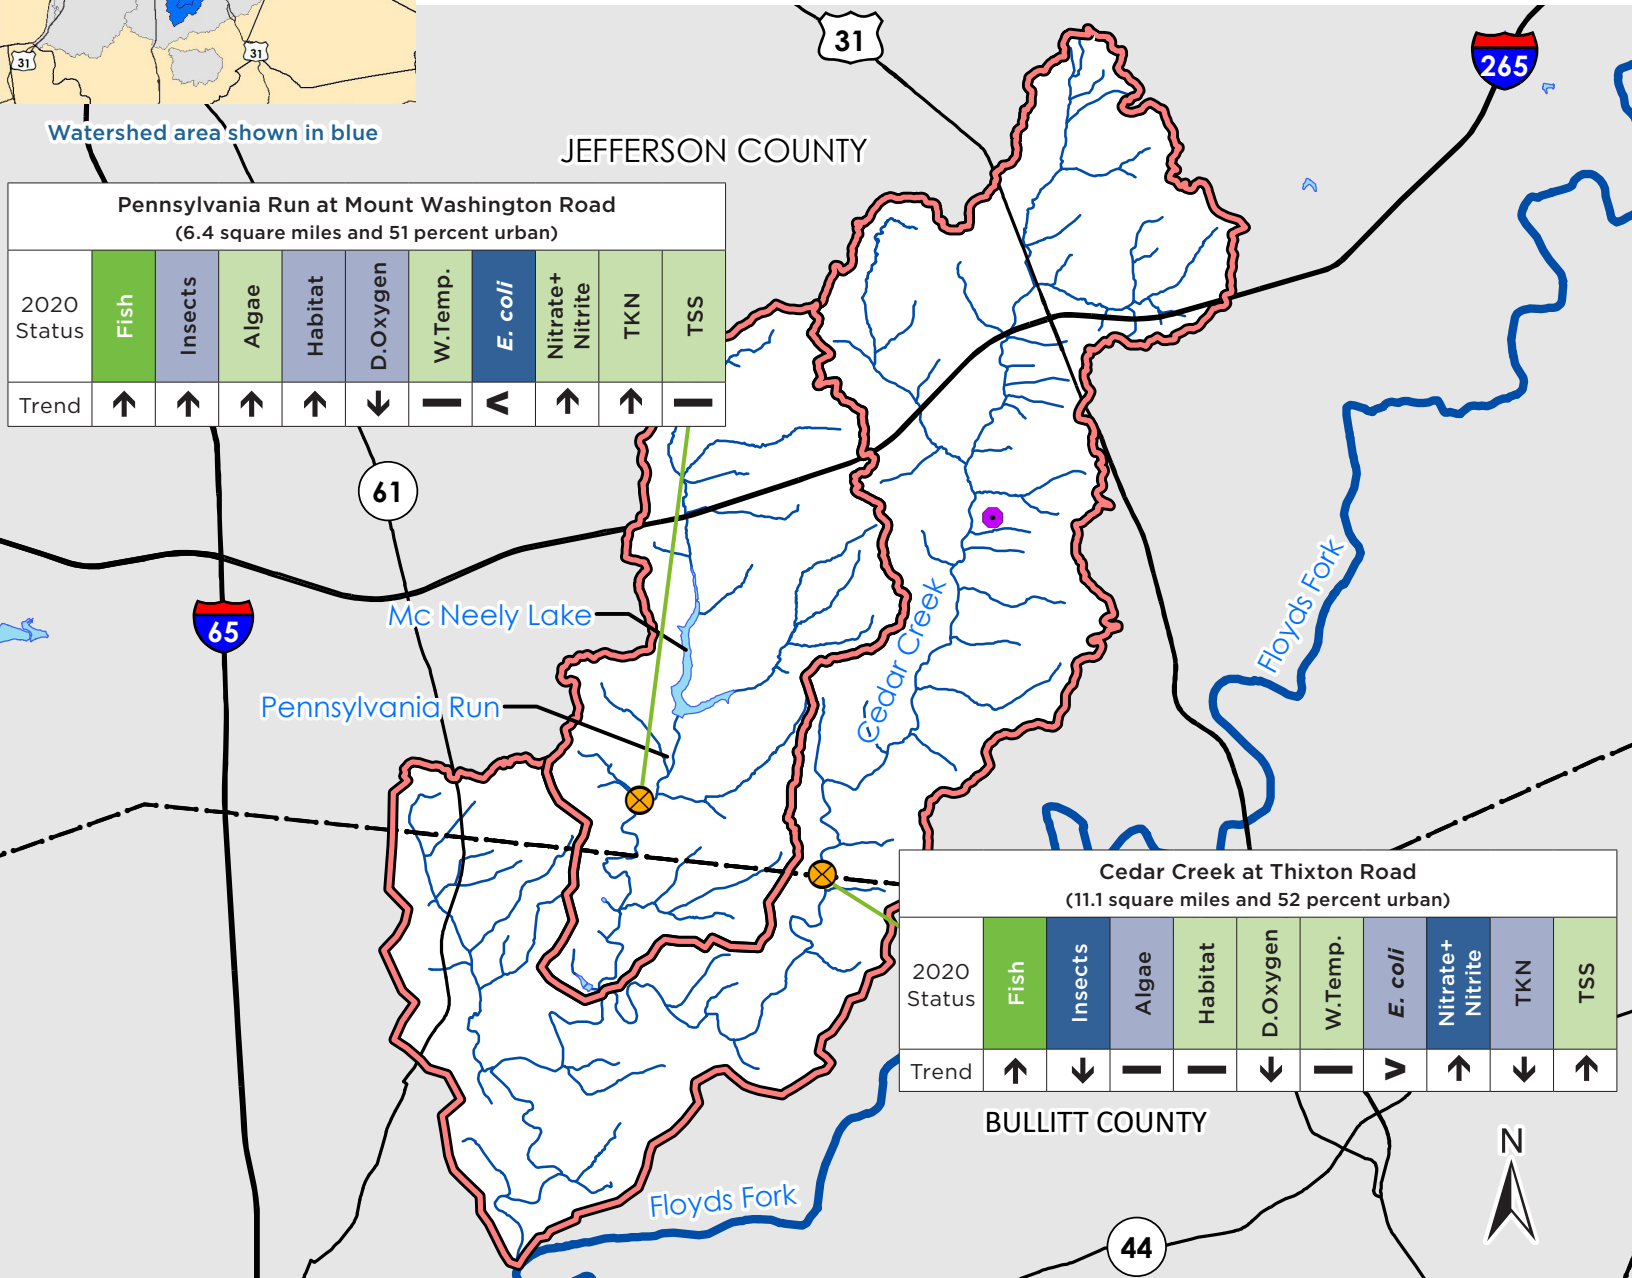 31
31
Watershed area shown in blue
31
265
JEFFERSON COUNTY
Pennsylvania Run at Mount Washington Road
(6.4 square miles and 51 percent urban)
2020 Status
Fish
Insects
Algae
Habitat
D.Oxygen
W.Temp.
E. coli
Nitrate+
Nitrite
TKN
TSS
Trend
<
61
65
Mc Neely Lake
Pennsylvania Run
Cedar Creek
Floyds Fork
Cedar Creek at Thixton Road
(11.1 square miles and 52 percent urban)
2020 Status
Fish
Insects
Algae
Habitat
D.Oxygen
W.Temp.
E. coli
Nitrate+
Nitrite
TKN
TSS
Trend
>
BULLITT COUNTY
N
Floyds Fork
44